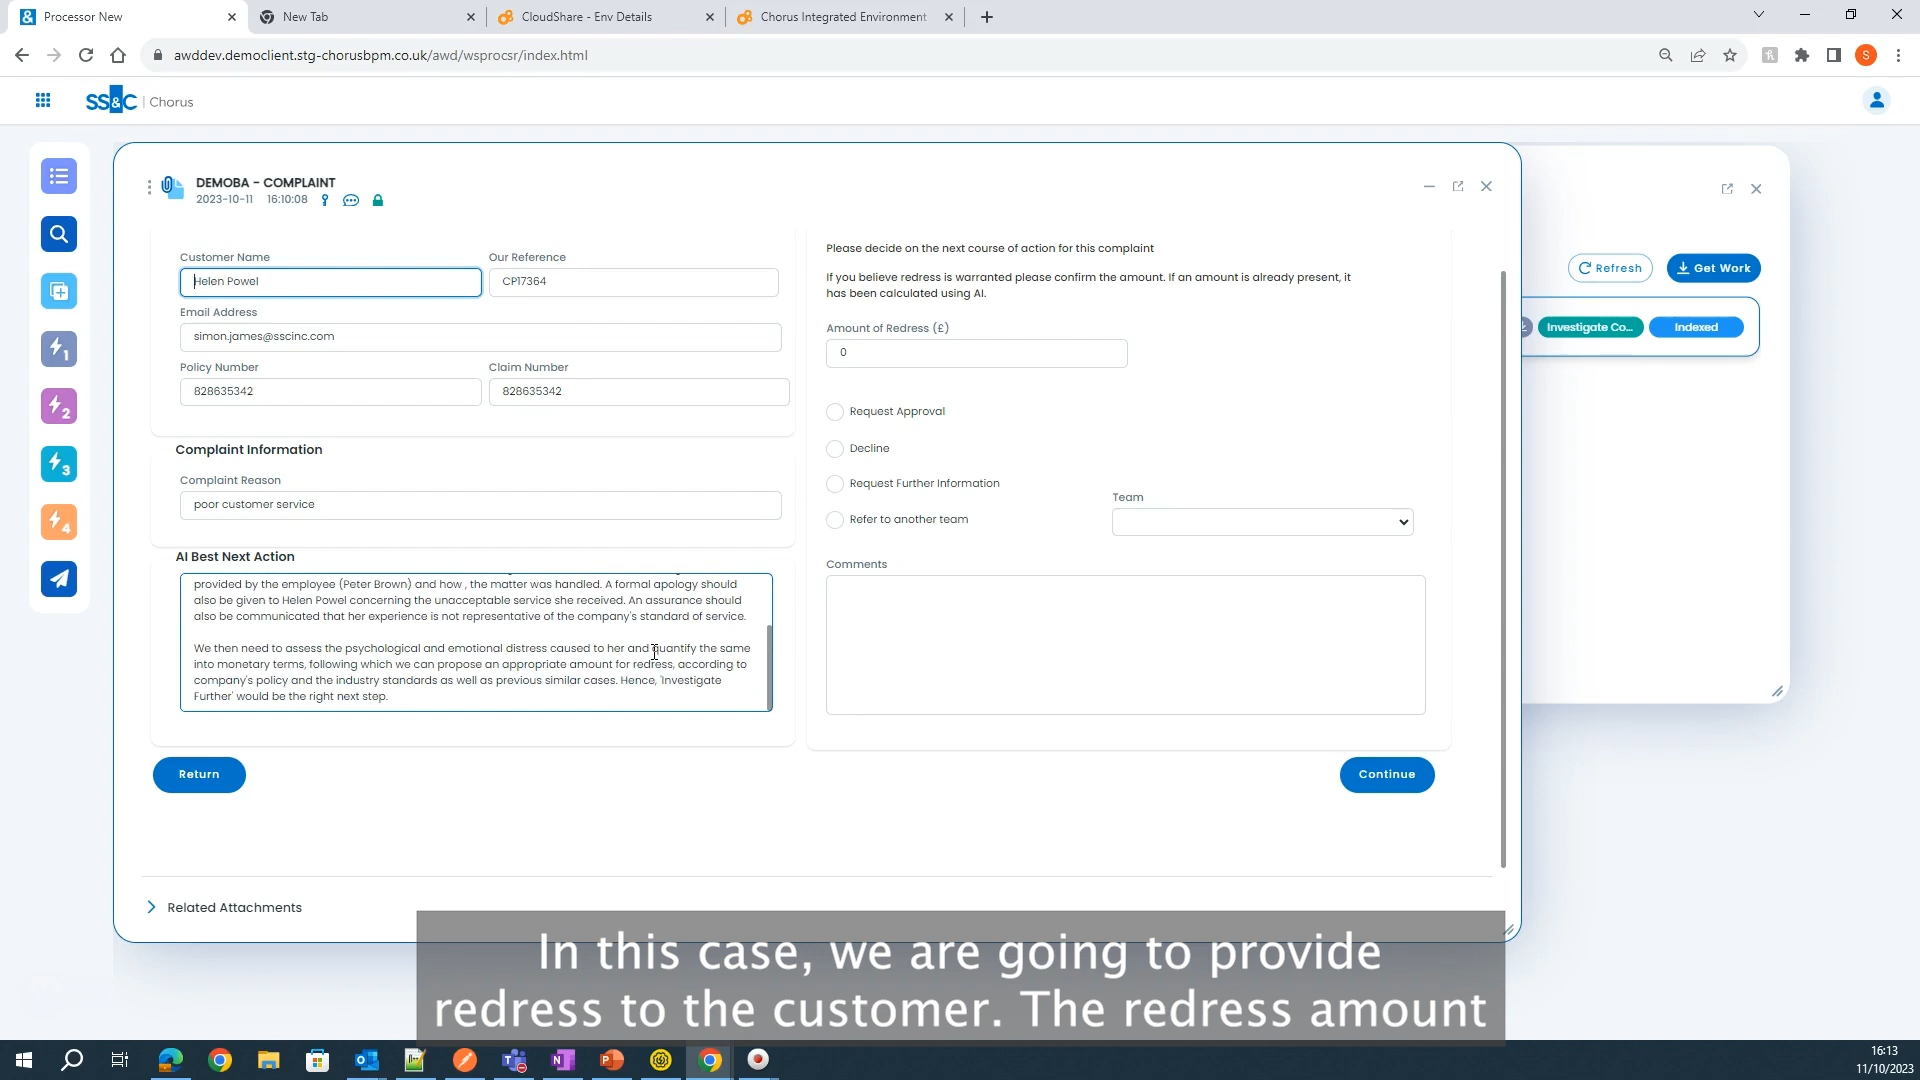 Processor New
New Tab
CloudShare - Env Details
Chorus Integrated Environment
awddev.democlient.stg-chorusbpm.co.uk/awd/wsprocsr/index.html
S
SS&C | Chorus
DEMOBA - COMPLAINT
2023-10-11 16:10:08
Customer Name
Our Reference
Helen Powel
CP17364
Email Address
simon.james@sscinc.com
Policy Number
Claim Number
828635342
828635342
Complaint Information
Complaint Reason
poor customer service
AI Best Next Action
provided by the employee (Peter Brown) and how , the matter was handled. A formal apology should
also be given to Helen Powel concerning the unacceptable service she received. An assurance should
also be communicated that her experience is not representative of the company's standard of service.
We then need to assess the psychological and emotional distress caused to her and quantify the same
into monetary terms, following which we can propose an appropriate amount for redress, according to
company's policy and the industry standards as well as previous similar cases. Hence, 'Investigate
Further' would be the right next step.
Return
Please decide on the next course of action for this complaint
If you believe redress is warranted please confirm the amount. If an amount is already present, it
has been calculated using AI.
Amount of Redress (£)
0
Request Approval
Decline
Request Further Information
Refer to another team
Team
Comments
Continue
Refresh
Get Work
Investigate Co...
Indexed
1
2
3
4
Related Attachments
In this case, we are going to provide
redress to the customer. The redress amount
16:13
11/10/2023